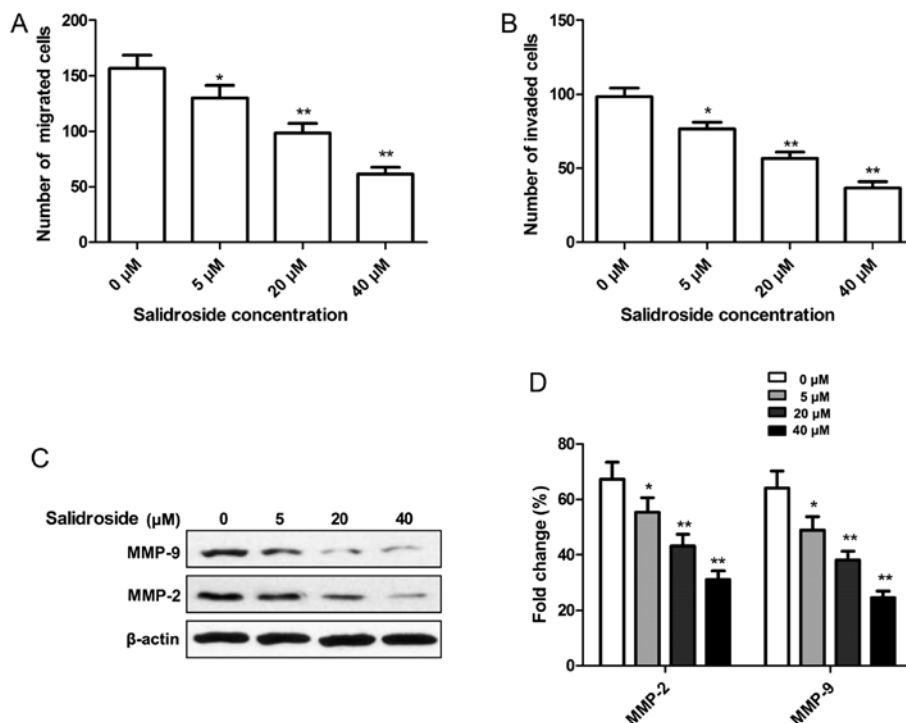 A
Number of migrated cells
200
150
100
50
0
*
**
**
0 µM
5 µM
20 µM
40 µM
Salidroside concentration
B
Number of invaded cells
150
100
50
0
*
**
**
0 µM
5 µM
20 µM
40 µM
Salidroside concentration
C
Salidroside (µM) 0 5 20 40
MMP-9
MMP-2
β-actin
D
0 µM
5 µM
20 µM
40 µM
Fold change (%)
80
60
40
20
0
*
**
**
*
**
**
MMP-2
MMP-9